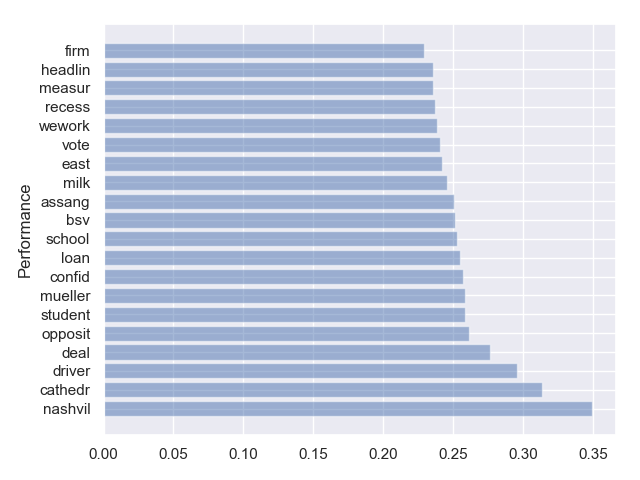 firm
headlin
measur
recess
wework
vote
east
milk
assang
bsv
school
loan
confid
mueller
student
opposit
deal
driver
cathedr
nashvil
Performance
0.00 0.05 0.10 0.15 0.20 0.25 0.30 0.35